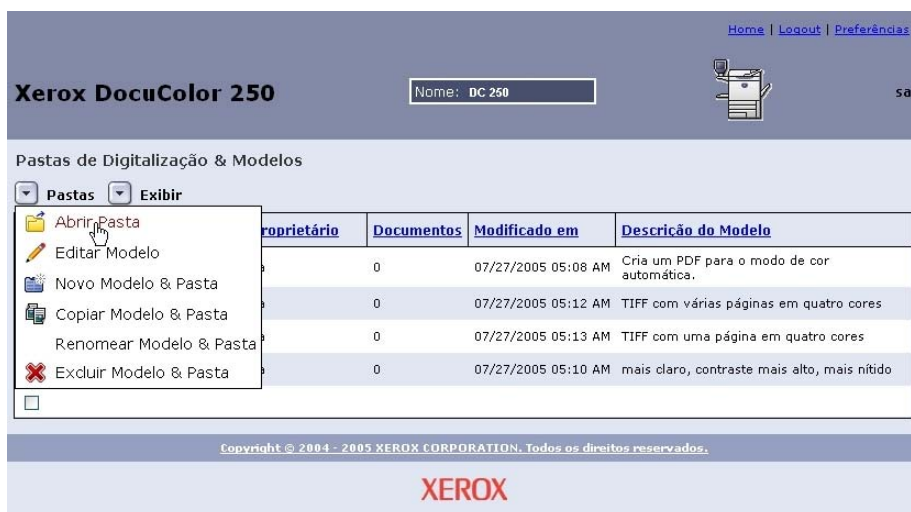 Home | Logout | Preferências
Xerox DocuColor 250
Nome: DC 250
sa
Pastas de Digitalização & Modelos
Pastas Exibir
Abrir Pasta
Editar Modelo
Novo Modelo & Pasta
Copiar Modelo & Pasta
Renomear Modelo & Pasta
Excluir Modelo & Pasta
roprietário Documentos Modificado em Descrição do Modelo
0 07/27/2005 05:08 AM Cria um PDF para o modo de cor
automática.
0 07/27/2005 05:12 AM TIFF com várias páginas em quatro cores
0 07/27/2005 05:13 AM TIFF com uma página em quatro cores
0 07/27/2005 05:10 AM mais claro, contraste mais alto, mais nítido
Copyright © 2004 - 2005 XEROX CORPORATION. Todos os direitos reservados.
XEROX